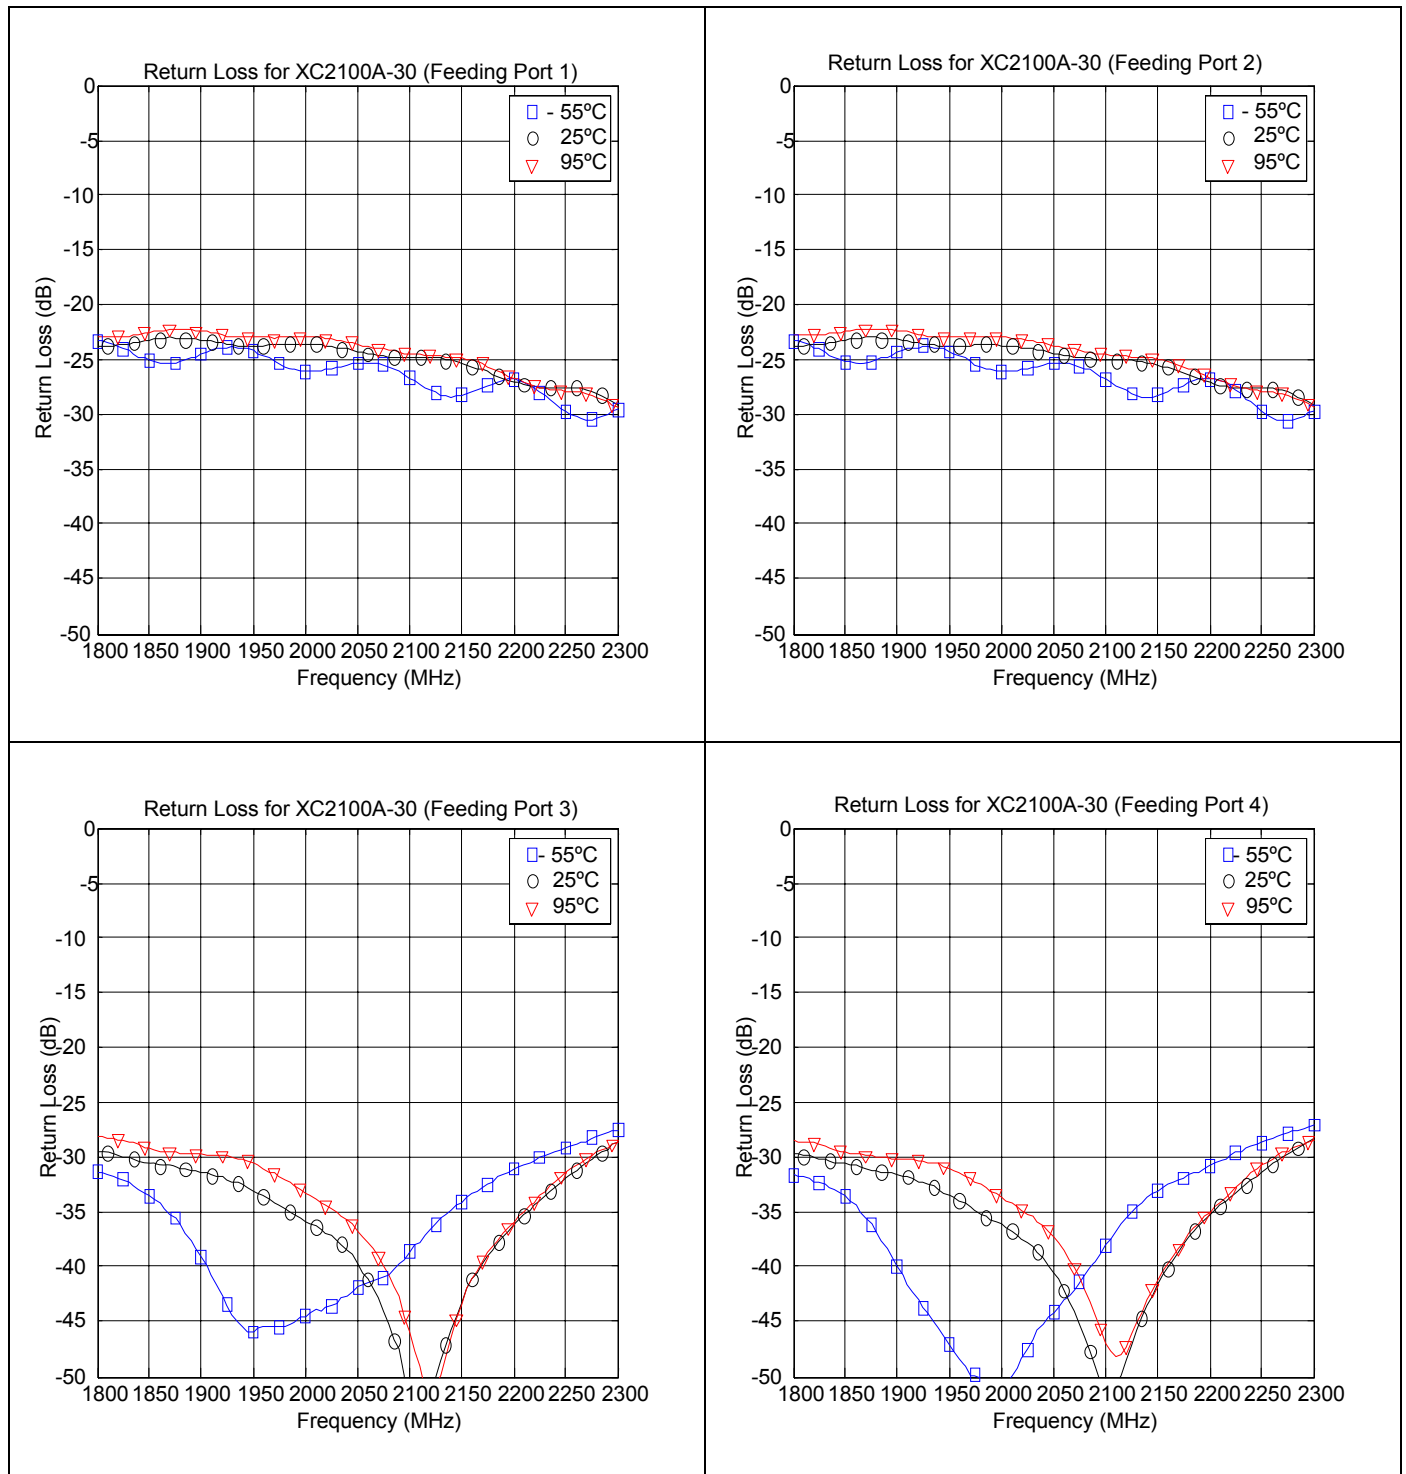 Return Loss for XC2100A-30 (Feeding Port 1)
0
-5
-10
-15
-20
-25
-30
-35
-40
-45
-50
Return Loss (dB)
- 55ºC
25ºC
95ºC
1800 1850 1900 1950 2000 2050 2100 2150 2200 2250 2300
Frequency (MHz)
Return Loss for XC2100A-30 (Feeding Port 2)
0
-5
-10
-15
-20
-25
-30
-35
-40
-45
-50
Return Loss (dB)
- 55ºC
25ºC
95ºC
1800 1850 1900 1950 2000 2050 2100 2150 2200 2250 2300
Frequency (MHz)
Return Loss for XC2100A-30 (Feeding Port 3)
0
-5
-10
-15
-20
-25
-30
-35
-40
-45
-50
Return Loss (dB)
- 55ºC
25ºC
95ºC
1800 1850 1900 1950 2000 2050 2100 2150 2200 2250 2300
Frequency (MHz)
Return Loss for XC2100A-30 (Feeding Port 4)
0
-5
-10
-15
-20
-25
-30
-35
-40
-45
-50
Return Loss (dB)
- 55ºC
25ºC
95ºC
1800 1850 1900 1950 2000 2050 2100 2150 2200 2250 2300
Frequency (MHz)